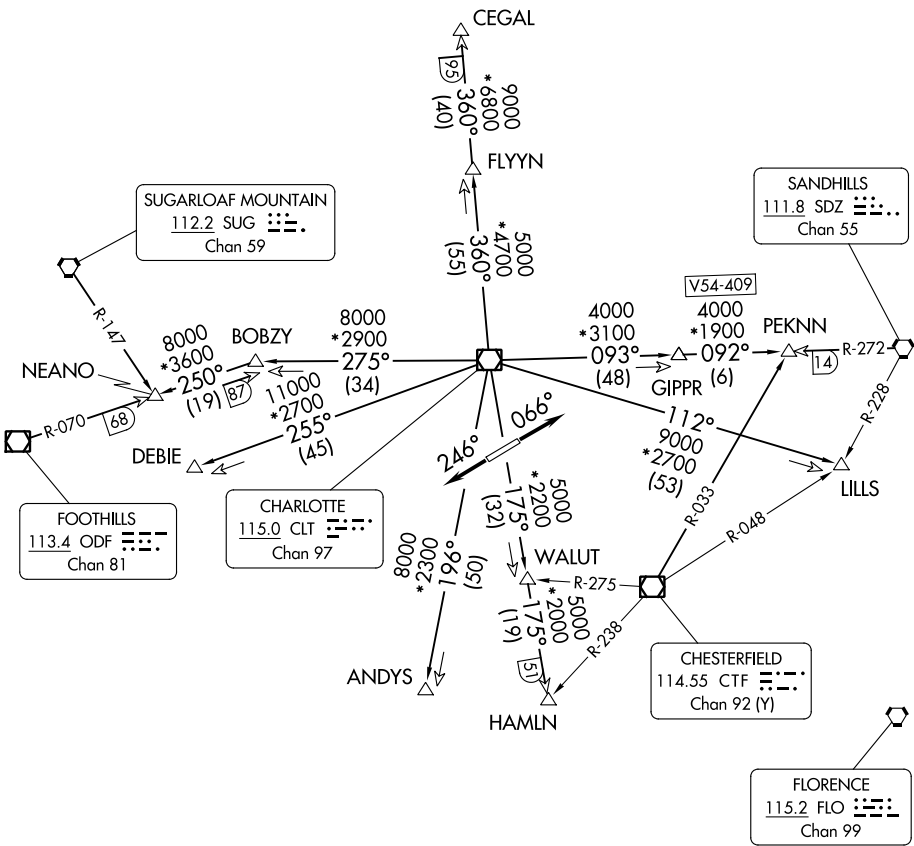 CEGAL
95
9000
*6800
360°
(40)
FLYYN
5000
*4700
360°
(55)
SUGARLOAF MOUNTAIN
112.2 SUG
Chan 59
SANDHILLS
111.8 SDZ
Chan 55
R-147
8000
*3600
250°
(19)
BOBZY
NEANO
87
8000
*2900
275°
(34)
4000
*3100
093°
(48)
V54-409
4000
*1900
092°
(6)
GIPPR
PEKNN
14
R-272
R-228
R-070
68
DEBIE
11000
*2700
255°
(45)
246°
066°
112°
9000
*2700
(53)
LILLS
FOOTHILLS
113.4 ODF
Chan 81
CHARLOTTE
115.0 CLT
Chan 97
8000
*2300
196°
(50)
5000
*2200
175°
(32)
WALUT
R-275
R-033
R-048
R-238
5000
*2000
175°
(19)
51
ANDYS
HAMLN
CHESTERFIELD
114.55 CTF
Chan 92 (Y)
FLORENCE
115.2 FLO
Chan 99